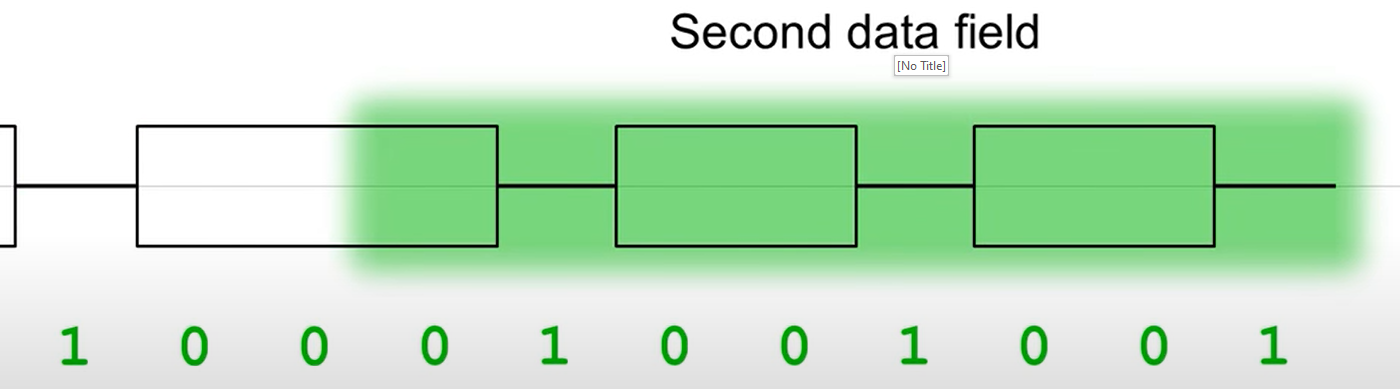 Second data field
[No Title]
1 0 0 0 1 0 0 1 0 0 1